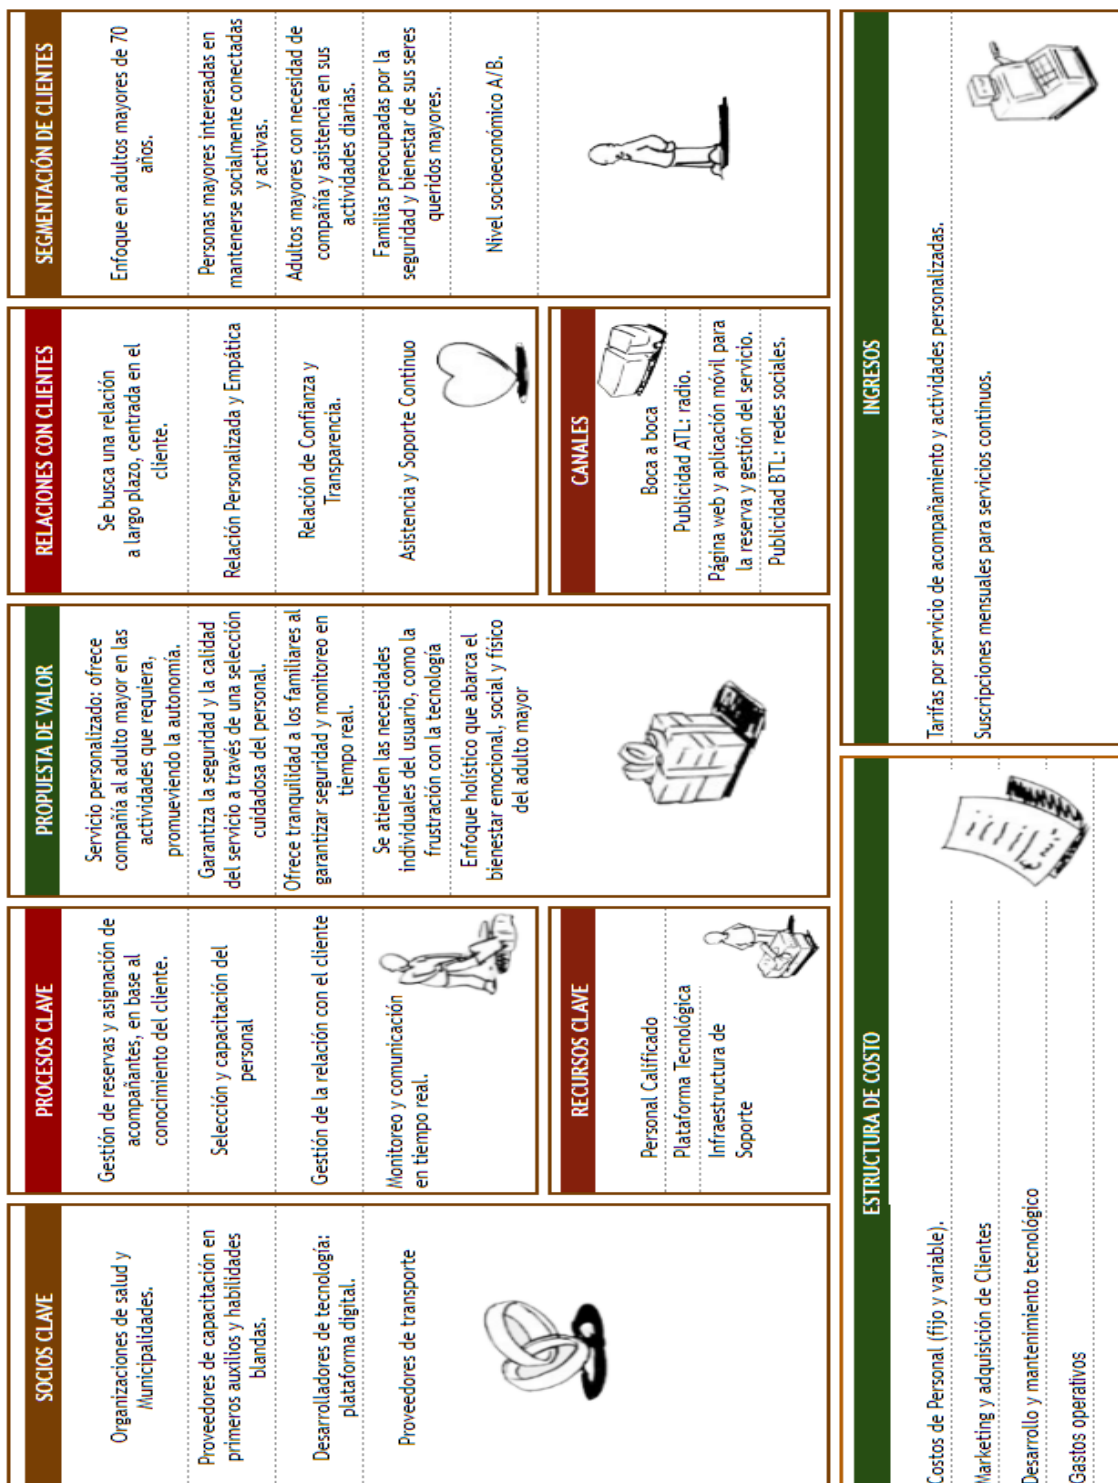 SOCIOS CLAVE
Organizaciones de salud y
Municipalidades.
Proveedores de capacitación en
primeros auxilios y habilidades
blandas.
Desarrolladores de tecnología:
plataforma digital.
Proveedores de transporte
PROCESOS CLAVE
Gestión de reservas y asignación de
acompañantes, en base al
conocimiento del cliente.
Selección y capacitación del
personal
Gestión de la relación con el cliente
Monitoreo y comunicación
en tiempo real.
RECURSOS CLAVE
Personal Calificado
Plataforma Tecnológica
Infraestructura de
Soporte
PROPUESTA DE VALOR
Servicio personalizado: ofrece
compañía al adulto mayor en las
actividades que requiera,
promueviendo la autonomía.
Garantiza la seguridad y la calidad
del servicio a través de una selección
cuidadosa del personal.
Ofrece tranquilidad a los familiares al
garantizar seguridad y monitoreo en
tiempo real.
Se atienden las necesidades
individuales del usuario, como la
frustración con la tecnología
Enfoque holístico que abarca el
bienestar emocional, social y físico
del adulto mayor
RELACIONES CON CLIENTES
Se busca una relación
a largo plazo, centrada en el
cliente.
Relación Personalizada y Empática
Relación de Confianza y
Transparencia.
Asistencia y Soporte Continuo
CANALES
Boca a boca
Publicidad ATL: radio.
Página web y aplicación móvil para
la reserva y gestión del servicio.
Publicidad BTL: redes sociales.
SEGMENTACIÓN DE CLIENTES
Enfoque en adultos mayores de 70
años.
Personas mayores interesadas en
mantenerse socialmente conectadas
y activas.
Adultos mayores con necesidad de
compañía y asistencia en sus
actividades diarias.
Familias preocupadas por la
seguridad y bienestar de sus seres
queridos mayores.
Nivel socioeconómico A/B.
ESTRUCTURA DE COSTO
Costos de Personal (fijo y variable).
Marketing y adquisición de Clientes
Desarrollo y mantenimiento tecnológico
Gastos operativos
INGRESOS
Tarifas por servicio de acompañamiento y actividades personalizadas.
Suscripciones mensuales para servicios continuos.